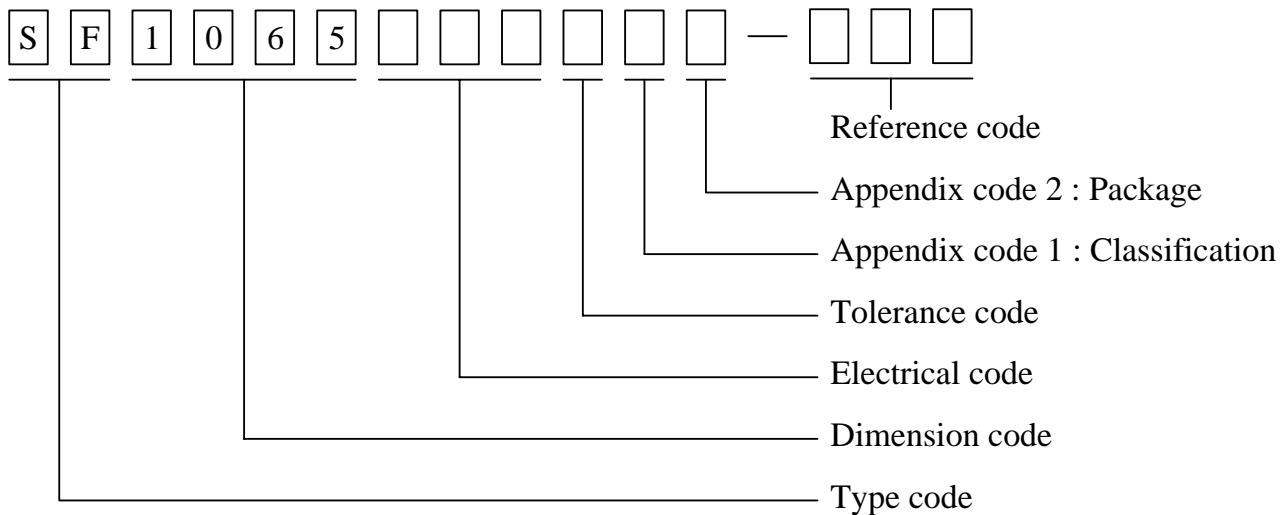 S F 1 0 6 5 —
Reference code
Appendix code 2 : Package
Appendix code 1 : Classification
Tolerance code
Electrical code
Dimension code
Type code